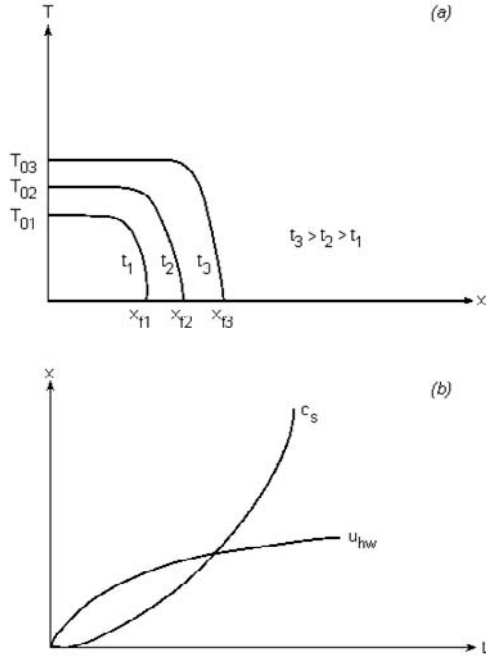 T
(a)
T03
T02
T01
t1
t2
t3
t3 > t2 > t1
x
xf1
xf2
xf3
x
(b)
cs
uhw
t